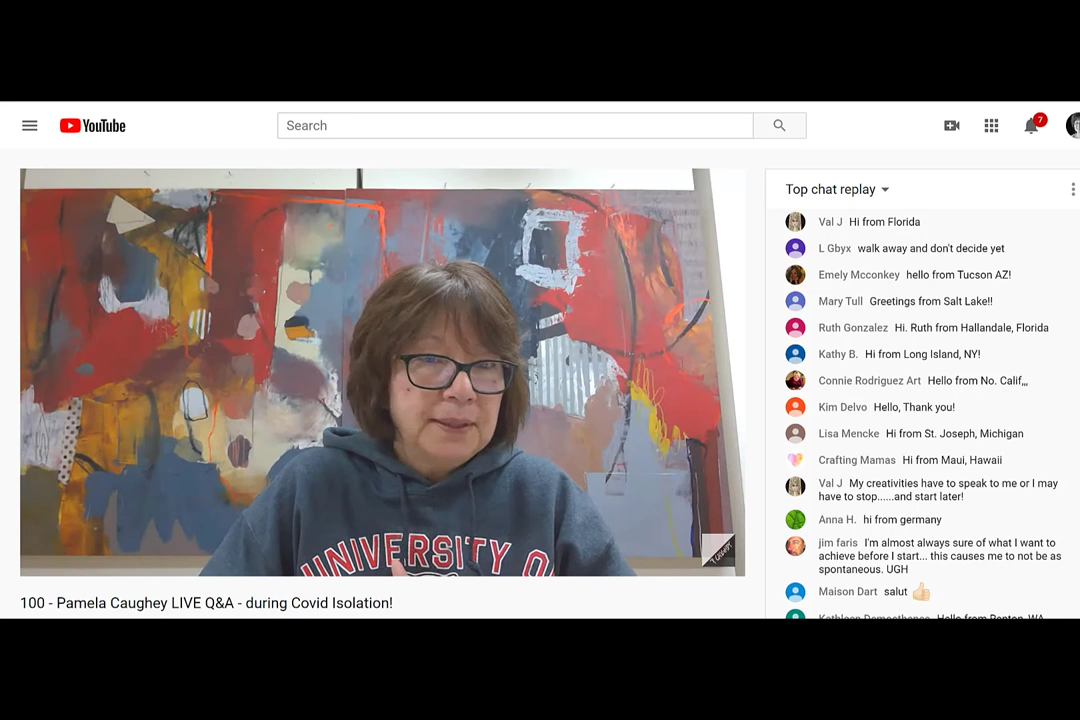 YouTube
Search
7
Top chat replay
Val J Hi from Florida
L Gbyx walk away and don't decide yet
Emely Mcconkey hello from Tucson AZ!
Mary Tull Greetings from Salt Lake!!
Ruth Gonzalez Hi. Ruth from Hallandale, Florida
Kathy B. Hi from Long Island, NY!
Connie Rodriguez Art Hello from No. Calif,,,
Kim Delvo Hello, Thank you!
Lisa Mencke Hi from St. Joseph, Michigan
Crafting Mamas Hi from Maui, Hawaii
Val J My creativities have to speak to me or I may
have to stop......and start later!
Anna H. hi from germany
jim faris I'm almost always sure of what I want to
achieve before I start... this causes me to not be as
spontaneous. UGH
Maison Dart salut
Kathleen Demosthenes Hello from Renton, WA
UNIVERSITY O
100 - Pamela Caughey LIVE Q&A - during Covid Isolation!